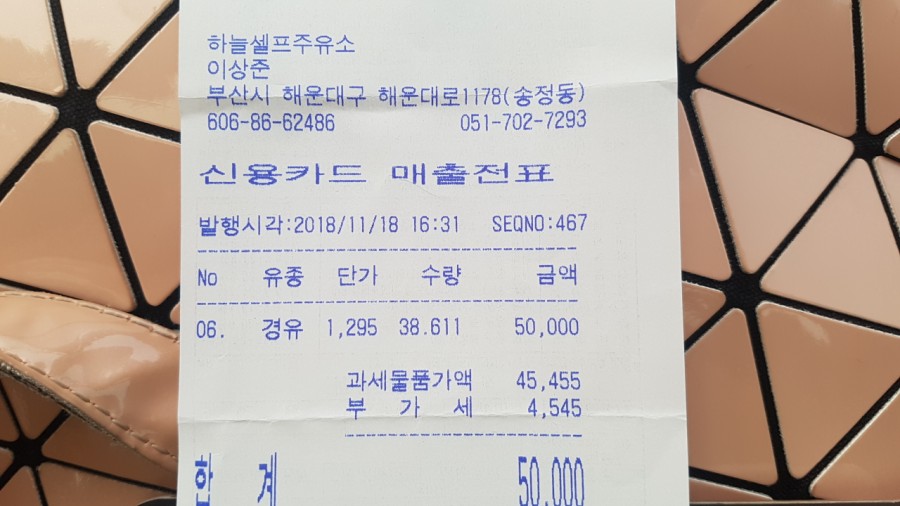 하늘셀프주유소
이상준
부산시 해운대구 해운대로1178(송정동)
606-86-62486 051-702-7293
신용카드 매출전표
발행시각:2018/11/18 16:31 SEQNO:467
No 유종 단가 수량 금액
06. 경유 1,295 38.611 50,000
과세물품가액 45,455
부 가 세 4,545
합 계 50,000